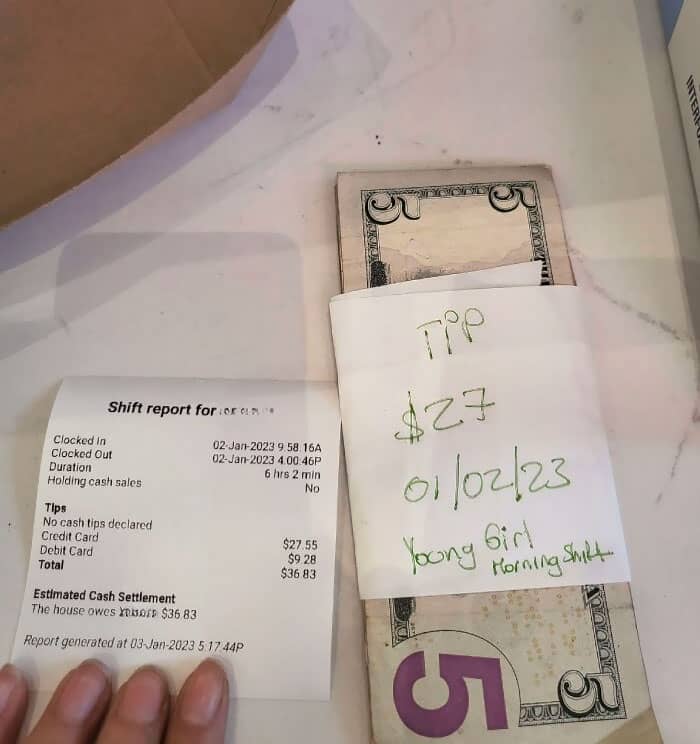 Shift report for
Clocked In 02-Jan-2023 9.58.16A
Clocked Out 02-Jan-2023 4.00.46P
Duration 6 hrs 2 min
Holding cash sales No
Tips
No cash tips declared
Credit Card $27.55
Debit Card $9 28
Total $36 83
Estimated Cash Settlement
The house owes $36 83
Report generated at 03-Jan-2023 5.17.44P
5 5
TIP
$27
01/02/23
Young Girl
Morning Shift
5 5